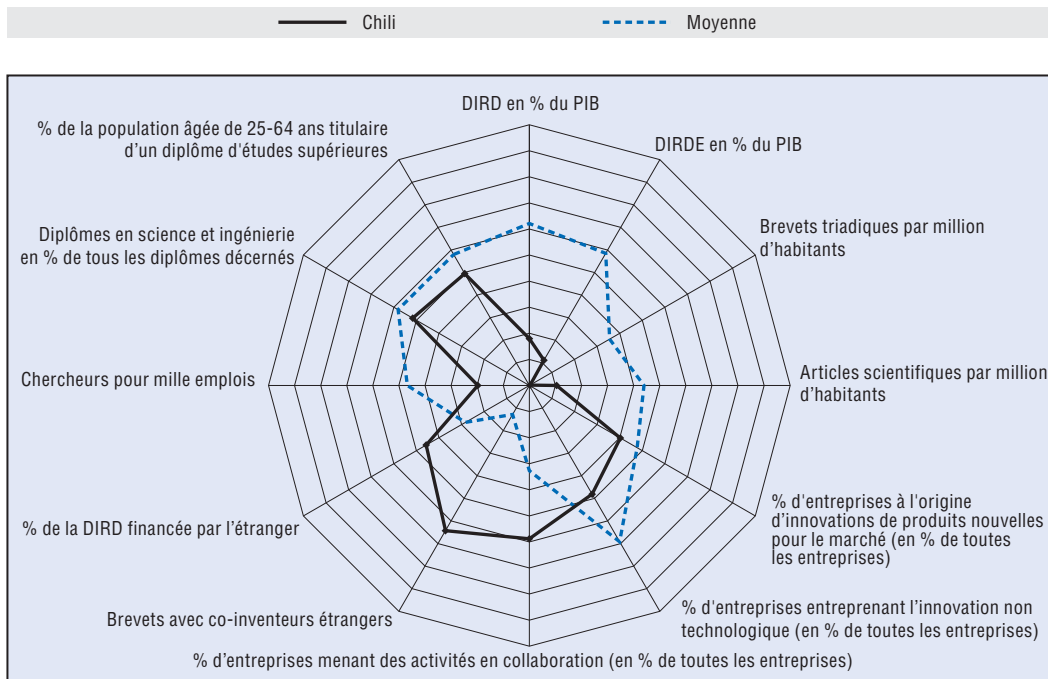 Chili
Moyenne
DIRD en % du PIB
% de la population âgée de 25-64 ans titulaire
d’un diplôme d'études supérieures
DIRDE en % du PIB
Brevets triadiques par million
d’habitants
Diplômes en science et ingénierie
en % de tous les diplômes décernés
Chercheurs pour mille emplois
Articles scientifiques par million
d’habitants
% de la DIRD financée par l’étranger
% d'entreprises à l'origine
d’innovations de produits nouvelles
pour le marché (en % de toutes
les entreprises)
Brevets avec co-inventeurs étrangers
% d'entreprises entreprenant l’innovation non
technologique (en % de toutes les entreprises)
% d’entreprises menant des activités en collaboration (en % de toutes les entreprises)